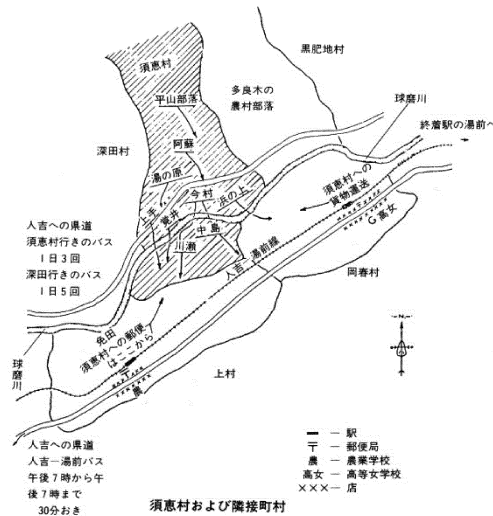 黒肥地村
須恵村
多良木の
農村部落
球磨川
終着駅の湯前へ
平山部落
阿蘇
深田村
湯の原
今村
浜の上
須恵村への
貨物運送
上手
覚井
中島
川瀬
G高女
人吉への県道
須恵村行きのバス
1日3回
深田行きのバス
1日5回
人吉―湯前線
岡春村
免田
須恵村への郵便
はここから
〒
農
球磨川
上村
N
人吉への県道
人吉―湯前バス
午後7時から午
後7時まで
30分おき
━ ― 駅
〒 ― 郵便局
農 ― 農業学校
高女 ― 高等女学校
××× ― 店
須恵村および隣接町村